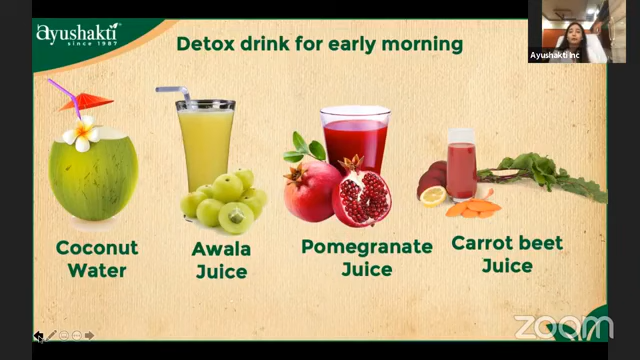 Ayushakti
since 1987
Detox drink for early morning
Ayushakti Inc
Coconut
Water
Awala
Juice
Pomegranate
Juice
Carrot beet
Juice
zoom